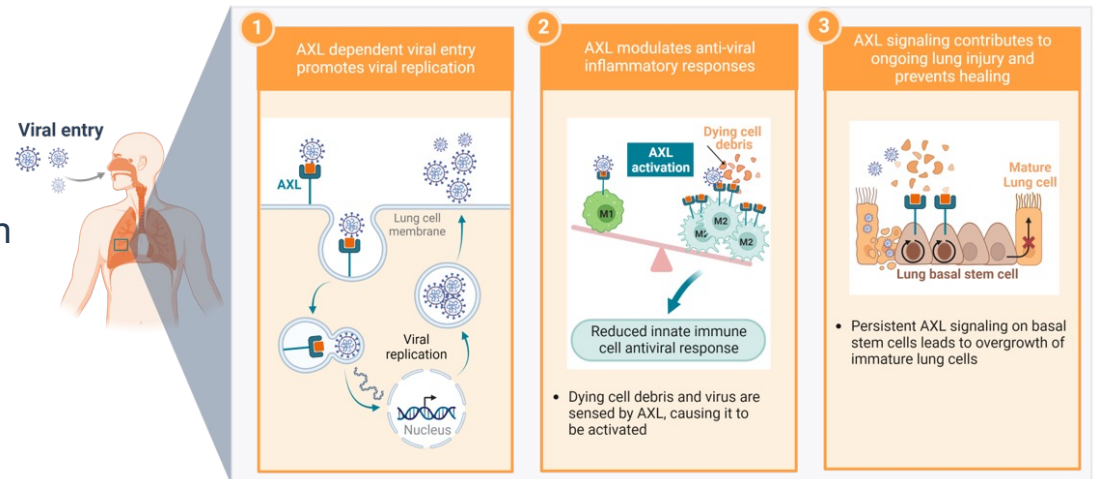 Viral entry
n
1
AXL dependent viral entry
promotes viral replication
AXL
Lung cell
membrane
Viral
replication
Nucleus
2
AXL modulates anti-viral
inflammatory responses
Dying cell
debris
AXL
activation
M1
M2
M2
M2
Reduced innate immune
cell antiviral response
• Dying cell debris and virus are
sensed by AXL, causing it to
be activated
3
AXL signaling contributes to
ongoing lung injury and
prevents healing
Mature
Lung cell
Lung basal stem cell
• Persistent AXL signaling on basal
stem cells leads to overgrowth of
immature lung cells